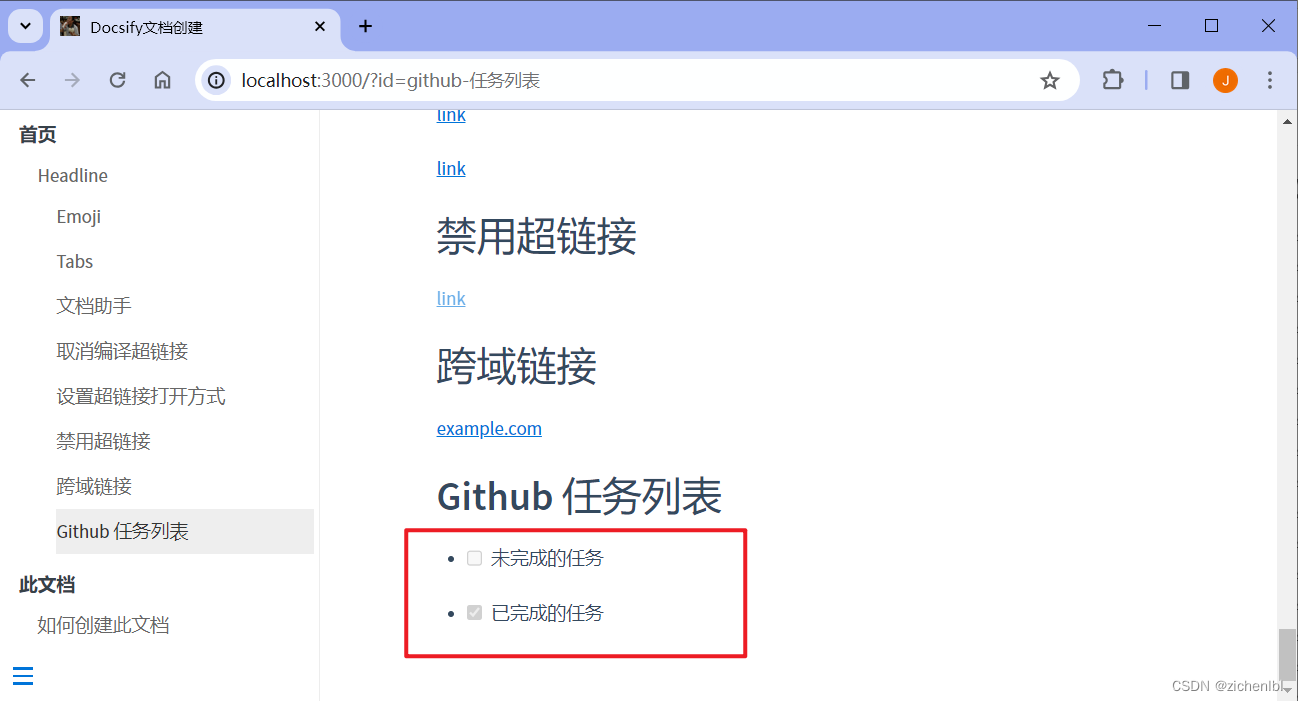 Docsify文档创建
localhost:3000/?id=github-任务列表
J
首页
Headline
Emoji
Tabs
文档助手
取消编译超链接
设置超链接打开方式
禁用超链接
跨域链接
Github 任务列表
此文档
如何创建此文档
link
link
禁用超链接
link
跨域链接
example.com
Github 任务列表
未完成的任务
已完成的任务
CSDN @zichenlbl